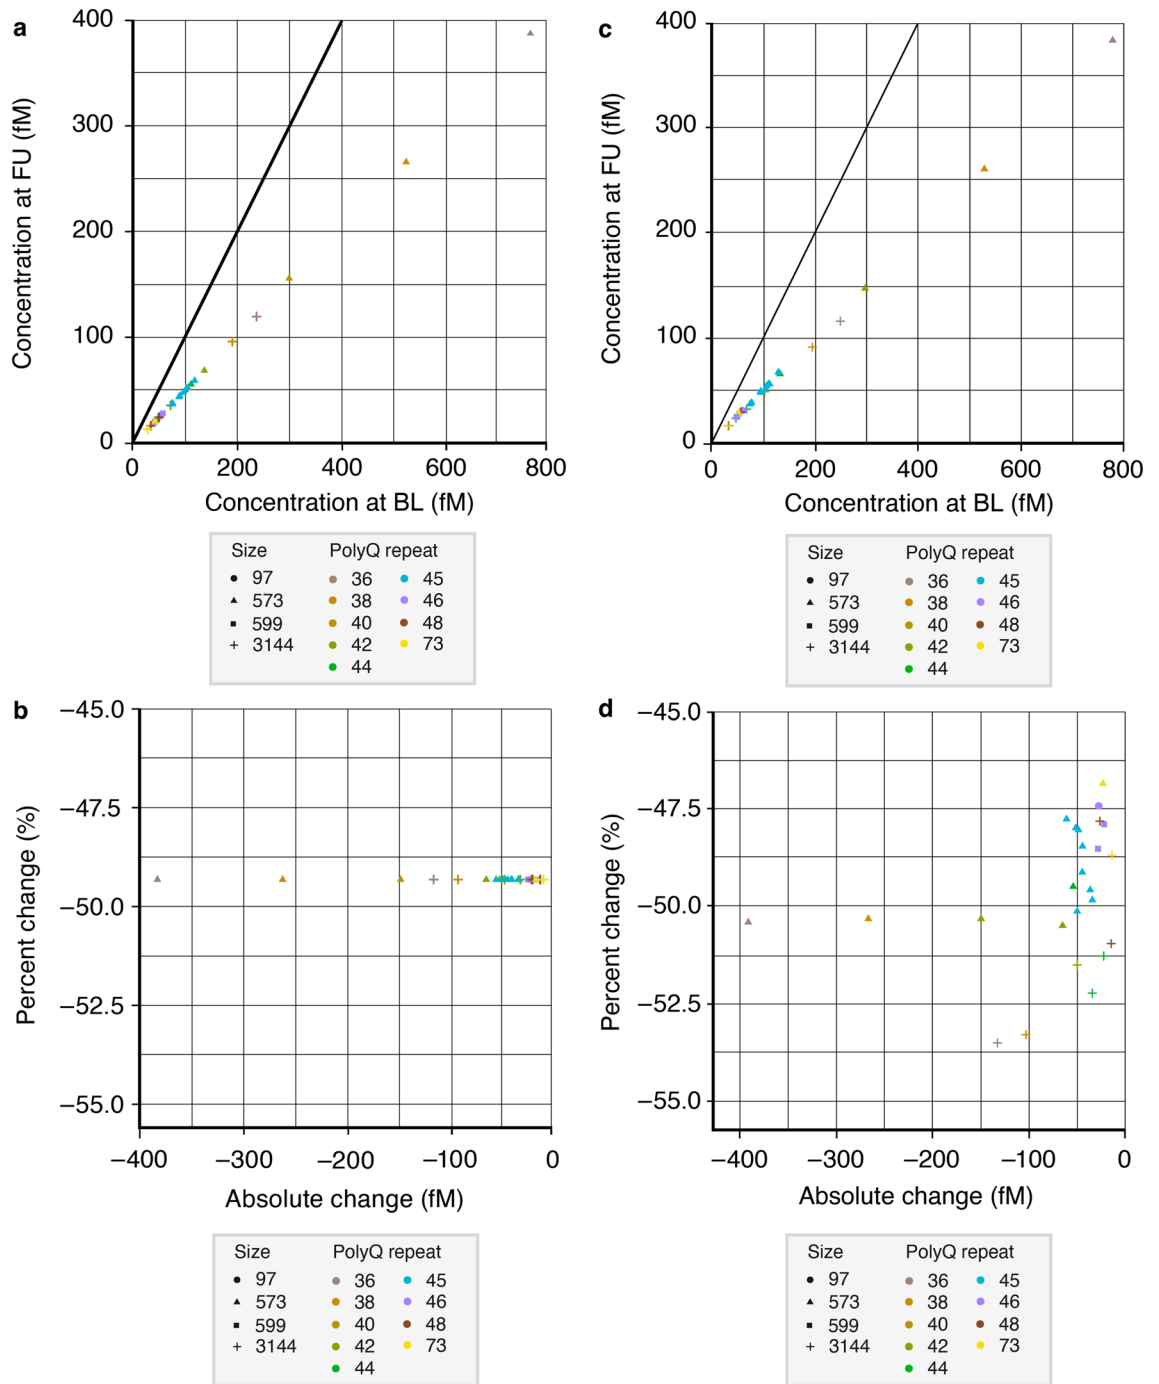 a
400
300
200
100
0
Concentration at FU (fM)
0 200 400 600 800
Concentration at BL (fM)
Size PolyQ repeat
97 36 45
573 38 46
599 40 48
3144 42 73
44
c
400
300
200
100
0
Concentration at FU (fM)
0 200 400 600 800
Concentration at BL (fM)
Size PolyQ repeat
97 36 45
573 38 46
599 40 48
3144 42 73
44
b
−45.0
−47.5
−50.0
−52.5
−55.0
Percent change (%)
−400 −300 −200 −100 0
Absolute change (fM)
Size PolyQ repeat
97 36 45
573 38 46
599 40 48
3144 42 73
44
d
−45.0
−47.5
−50.0
−52.5
−55.0
Percent change (%)
−400 −300 −200 −100 0
Absolute change (fM)
Size PolyQ repeat
97 36 45
573 38 46
599 40 48
3144 42 73
44